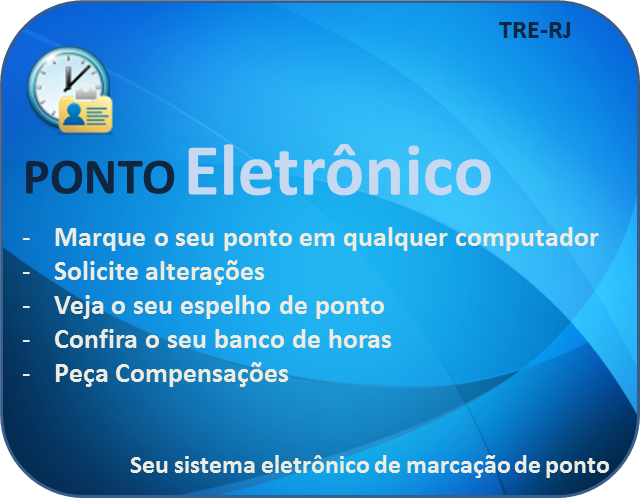 TRE-RJ
PONTO Eletrônico
- Marque o seu ponto em qualquer computador
- Solicite alterações
- Veja o seu espelho de ponto
- Confira o seu banco de horas
- Peça Compensações
Seu sistema eletrônico de marcação de ponto